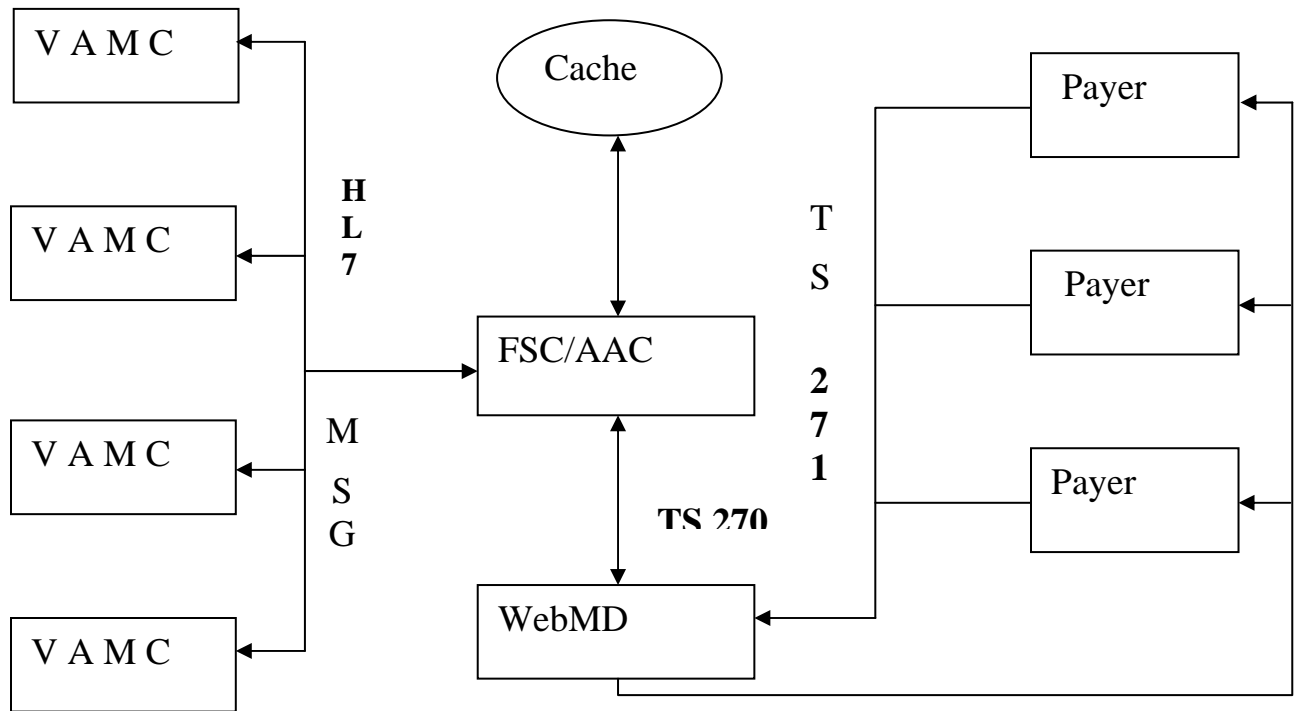 V A M C
V A M C
V A M C
V A M C
H
L
7
M
S
G
Cache
FSC/AAC
TS 270
WebMD
T
S
2
7
1
Payer
Payer
Payer